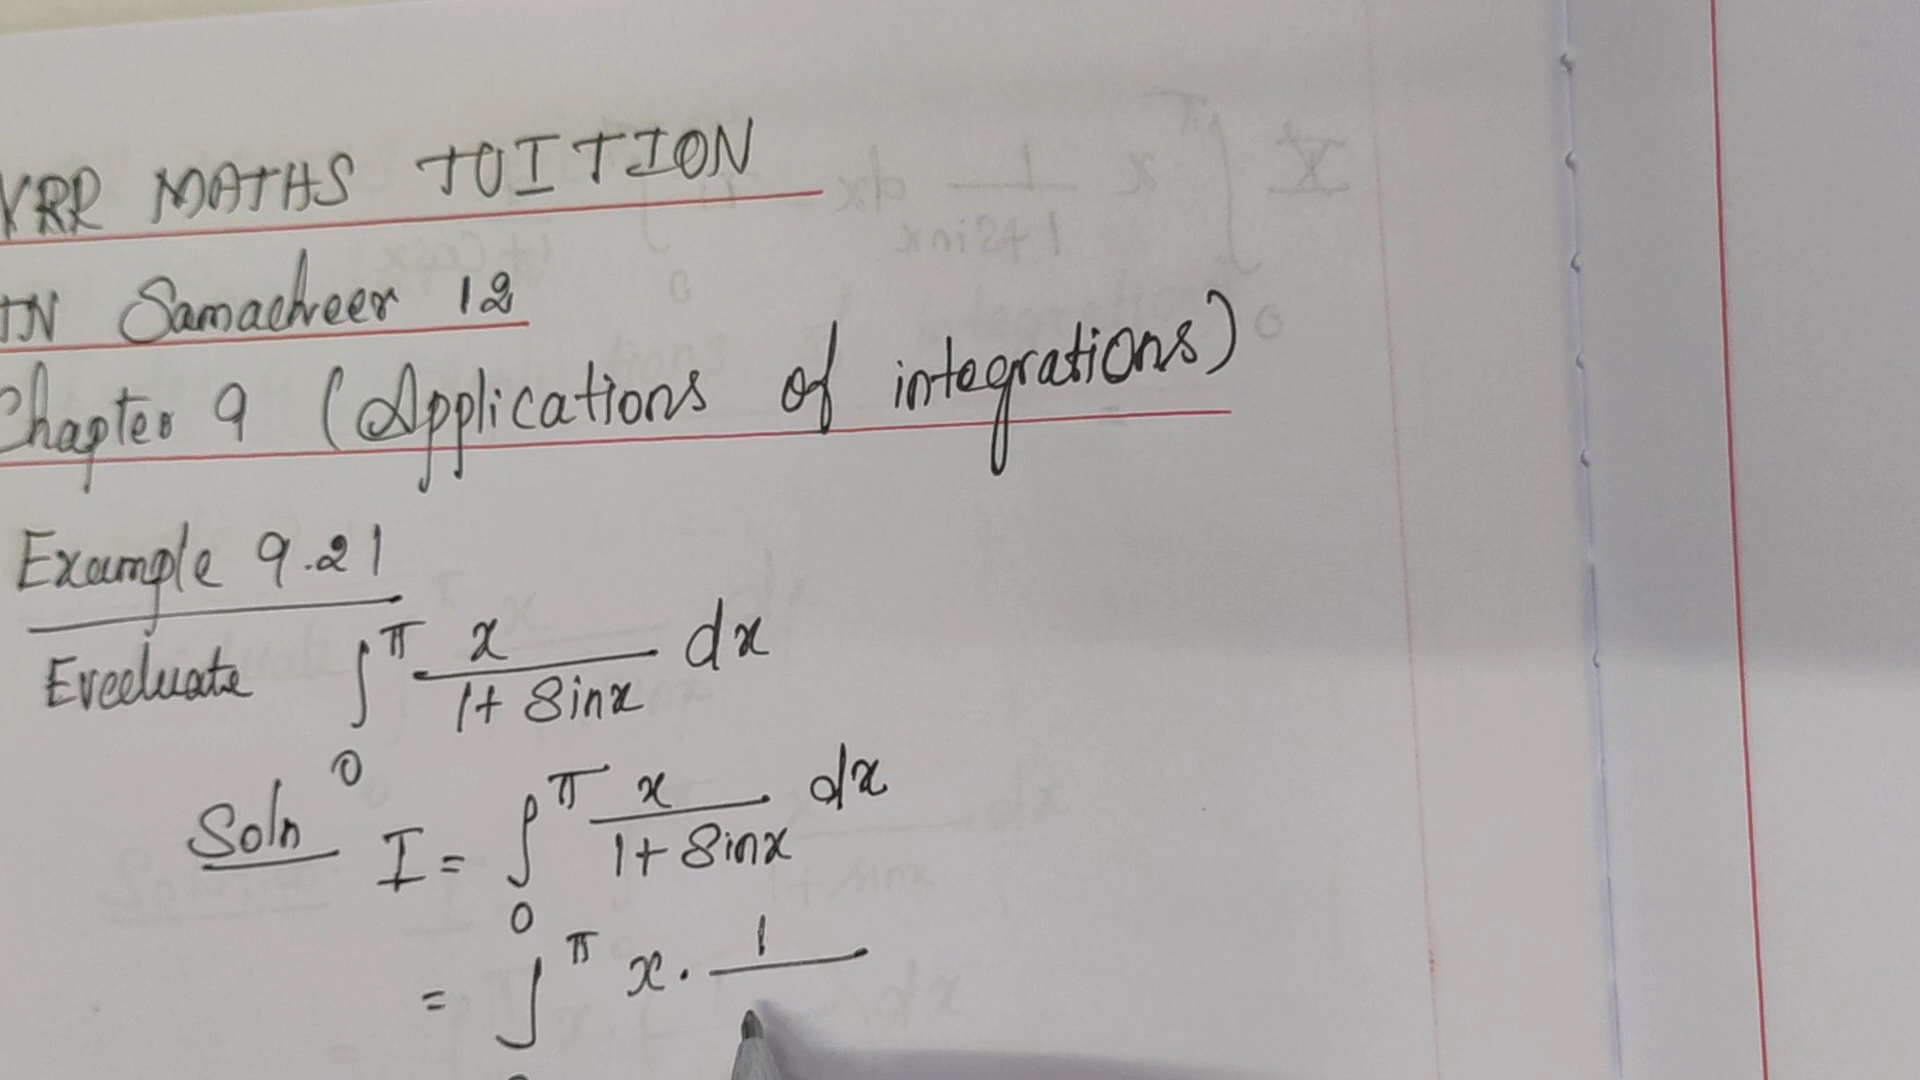 VRR MATHS TUITION
TN Samacheer 12
Chapter 9 (Applications of integrations)
Example 9.21
Evaluate ∫₀^π x/(1+Sinx) dx
Soln I = ∫₀^π x/(1+Sinx) dx
= ∫^π x · 1/